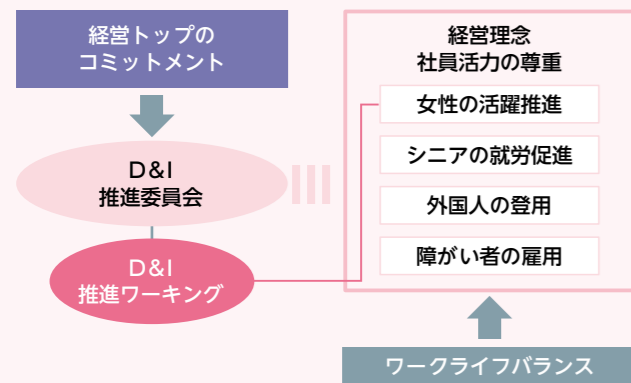 経営トップの
コミットメント
D&I
推進委員会
D&I
推進ワーキング
経営理念
社員活力の尊重
女性の活躍推進
シニアの就労促進
外国人の登用
障がい者の雇用
ワークライフバランス